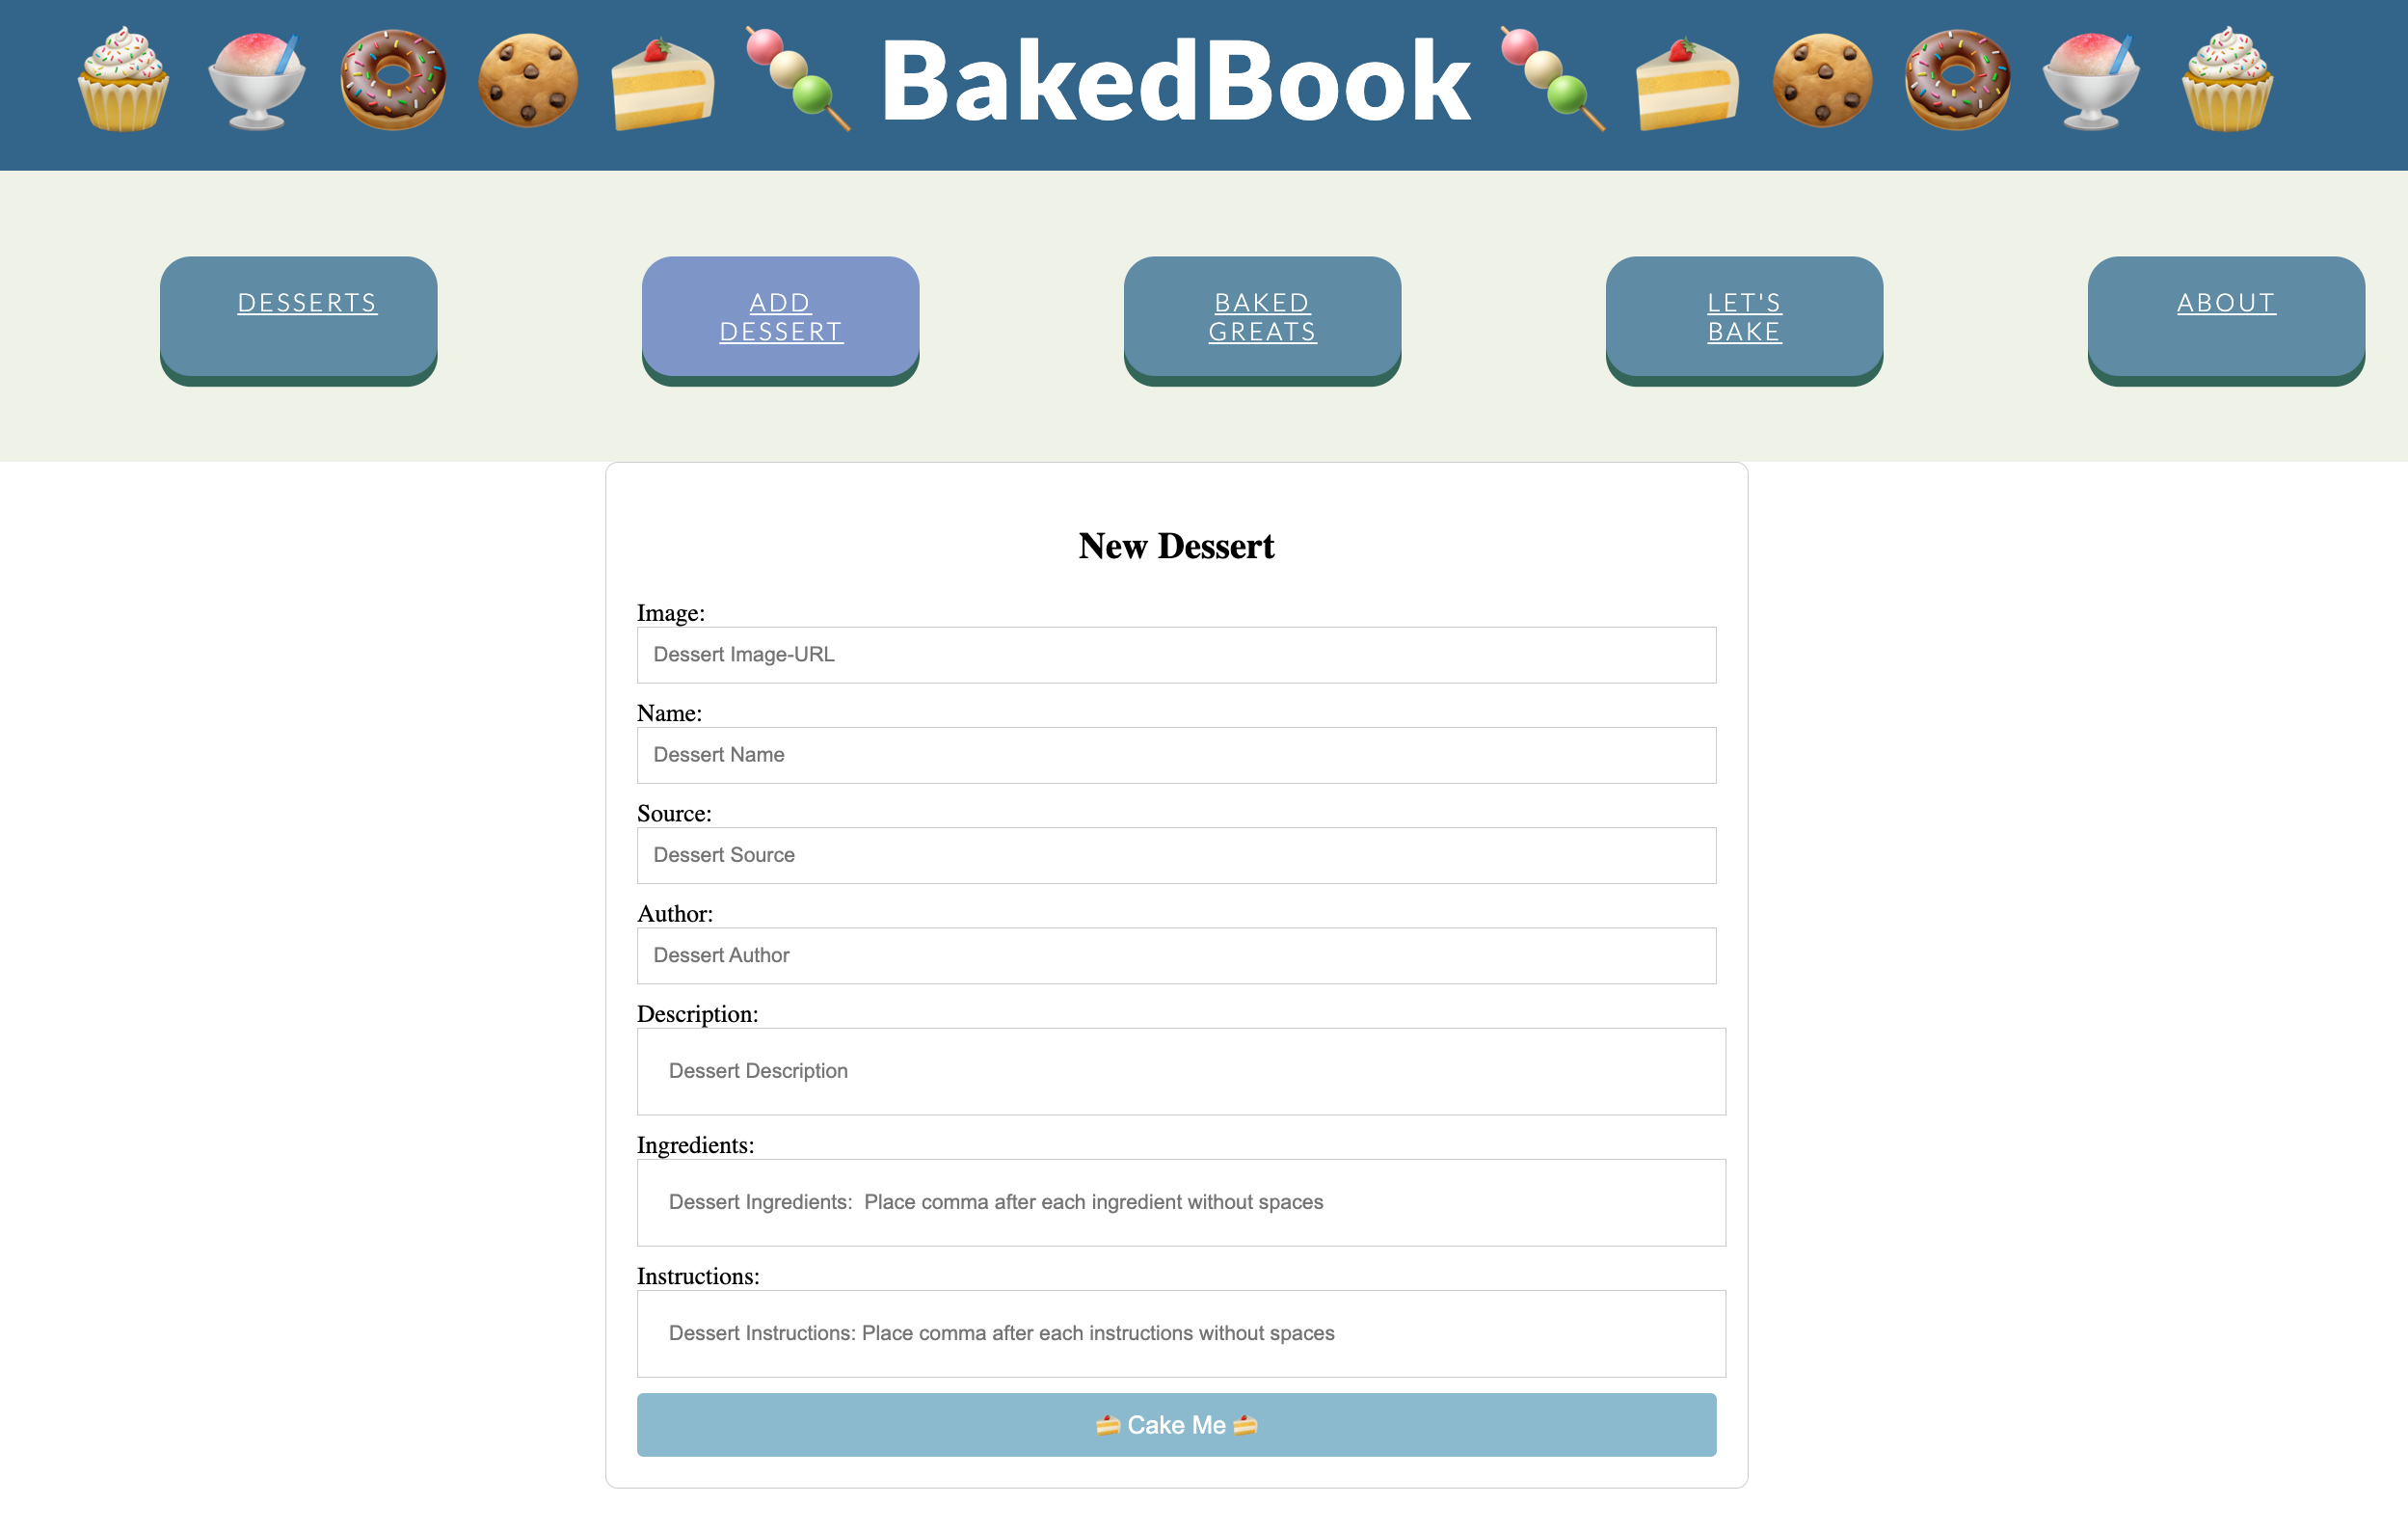 BakedBook
DESSERTS
ADD
DESSERT
BAKED
GREATS
LET'S
BAKE
ABOUT
New Dessert
Image:
Dessert Image-URL
Name:
Dessert Name
Source:
Dessert Source
Author:
Dessert Author
Description:
Dessert Description
Ingredients:
Dessert Ingredients:  Place comma after each ingredient without spaces
Instructions:
Dessert Instructions: Place comma after each instructions without spaces
🍰 Cake Me 🍰